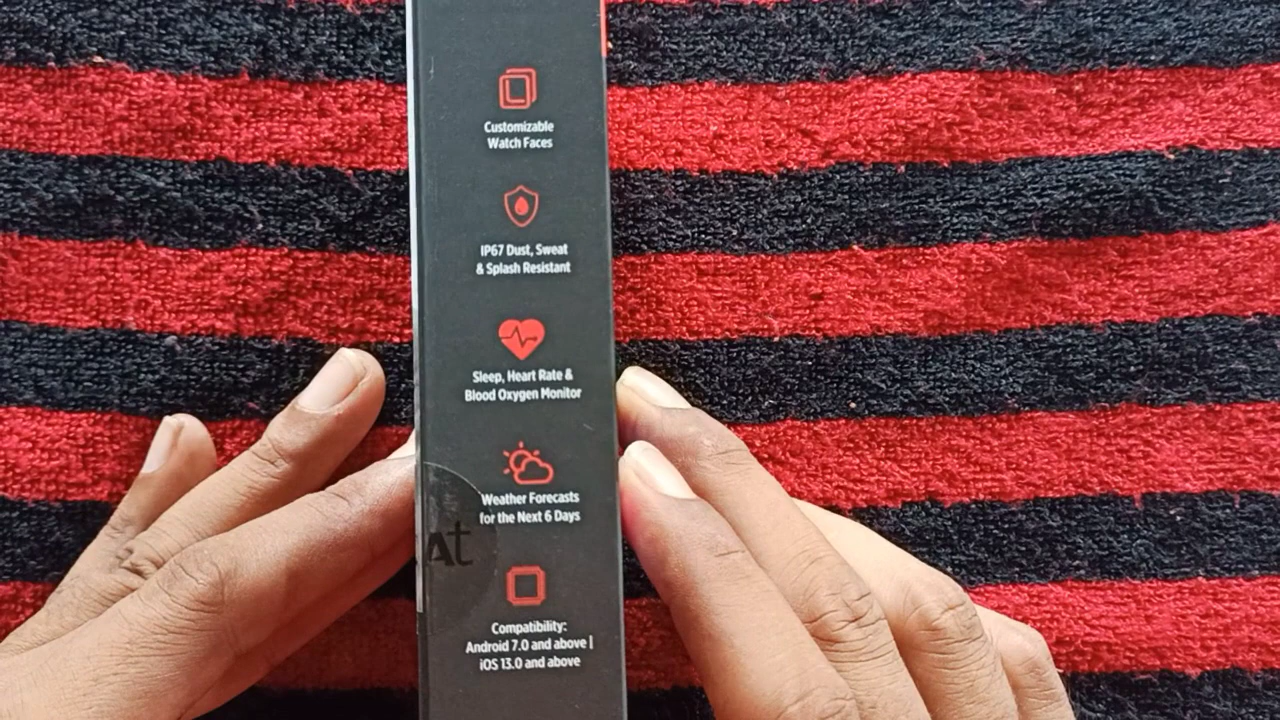 Customizable
Watch Faces
IP67 Dust, Sweat
& Splash Resistant
Sleep, Heart Rate &
Blood Oxygen Monitor
Weather Forecasts
for the Next 6 Days
At
Compatibility:
Android 7.0 and above |
iOS 13.0 and above